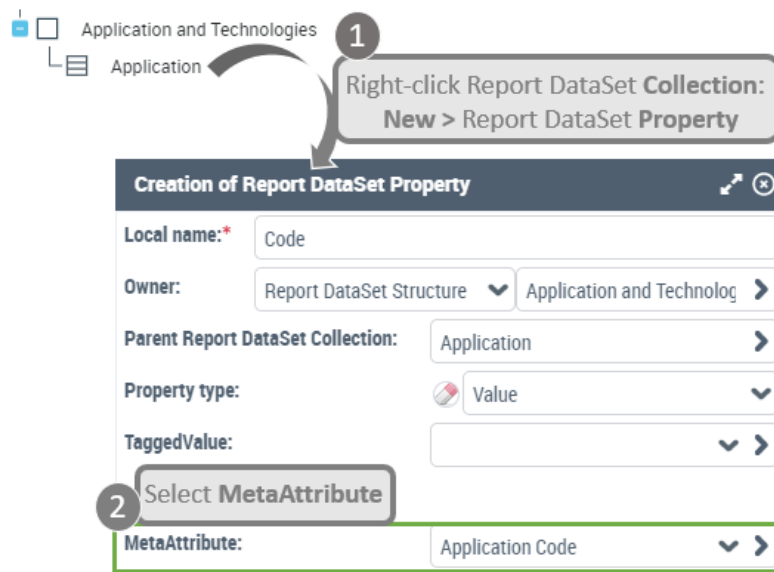 Application and Technologies
1
Application
Right-click Report DataSet Collection:
New > Report DataSet Property
Creation of Report DataSet Property
Local name:* Code
Owner: Report DataSet Structure Application and Technolog
Parent Report DataSet Collection: Application
Property type: Value
TaggedValue:
2 Select MetaAttribute
MetaAttribute: Application Code